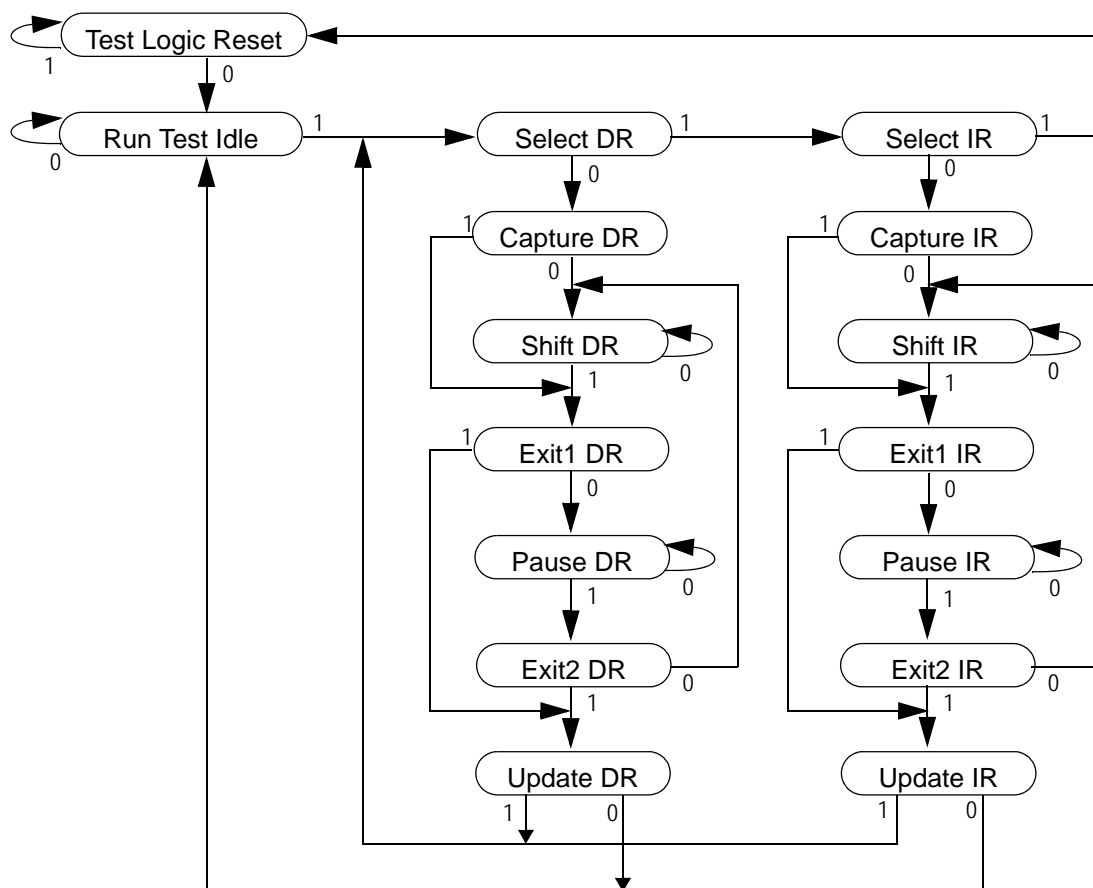 Test Logic Reset
1
0
Run Test Idle
1
0
Select DR
1
0
Select IR
1
0
Capture DR
1
0
Capture IR
1
0
Shift DR
0
1
Shift IR
0
1
Exit1 DR
1
0
Exit1 IR
1
0
Pause DR
0
1
Pause IR
0
1
Exit2 DR
0
1
Exit2 IR
0
1
Update DR
1
0
Update IR
1
0